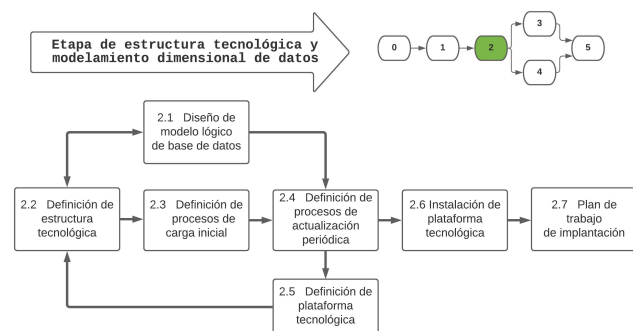 Etapa de estructura tecnológica y
modelamiento dimensional de datos
0
1
2
3
4
5
2.1 Diseño de
modelo lógico
de base de datos
2.2 Definición de
estructura
tecnológica
2.3 Definición de
procesos de
carga inicial
2.4 Definición de
procesos de
actualización
periódica
2.6 Instalación de
plataforma
tecnológica
2.7 Plan de
trabajo
de implantación
2.5 Definición de
plataforma
tecnológica